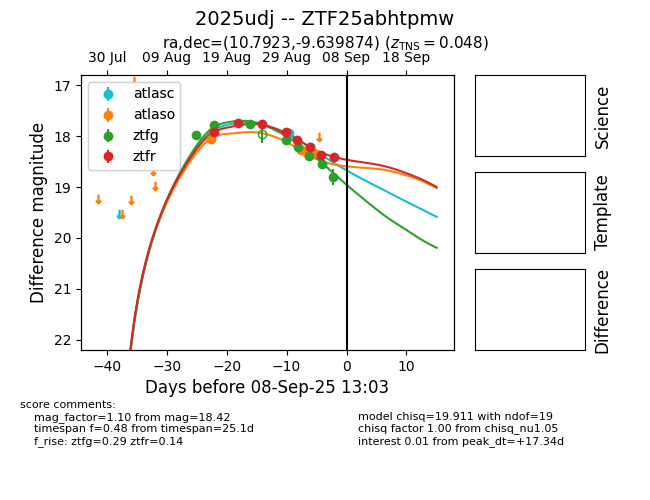 2025udj -- ZTF25abhtpmw
ra,dec=(10.7923,-9.639874) (z_TNS = 0.048)
30 Jul 09 Aug 19 Aug 29 Aug 08 Sep 18 Sep
17
18
19
20
21
22
Difference magnitude
atlasc
atlaso
ztfg
ztfr
−40 −30 −20 −10 0 10
Days before 08-Sep-25 13:03
Science
Template
Difference
score comments:
mag_factor=1.10 from mag=18.42
timespan f=0.48 from timespan=25.1d
f_rise: ztfg=0.29 ztfr=0.14
model chisq=19.911 with ndof=19
chisq factor 1.00 from chisq_nu1.05
interest 0.01 from peak_dt=+17.34d